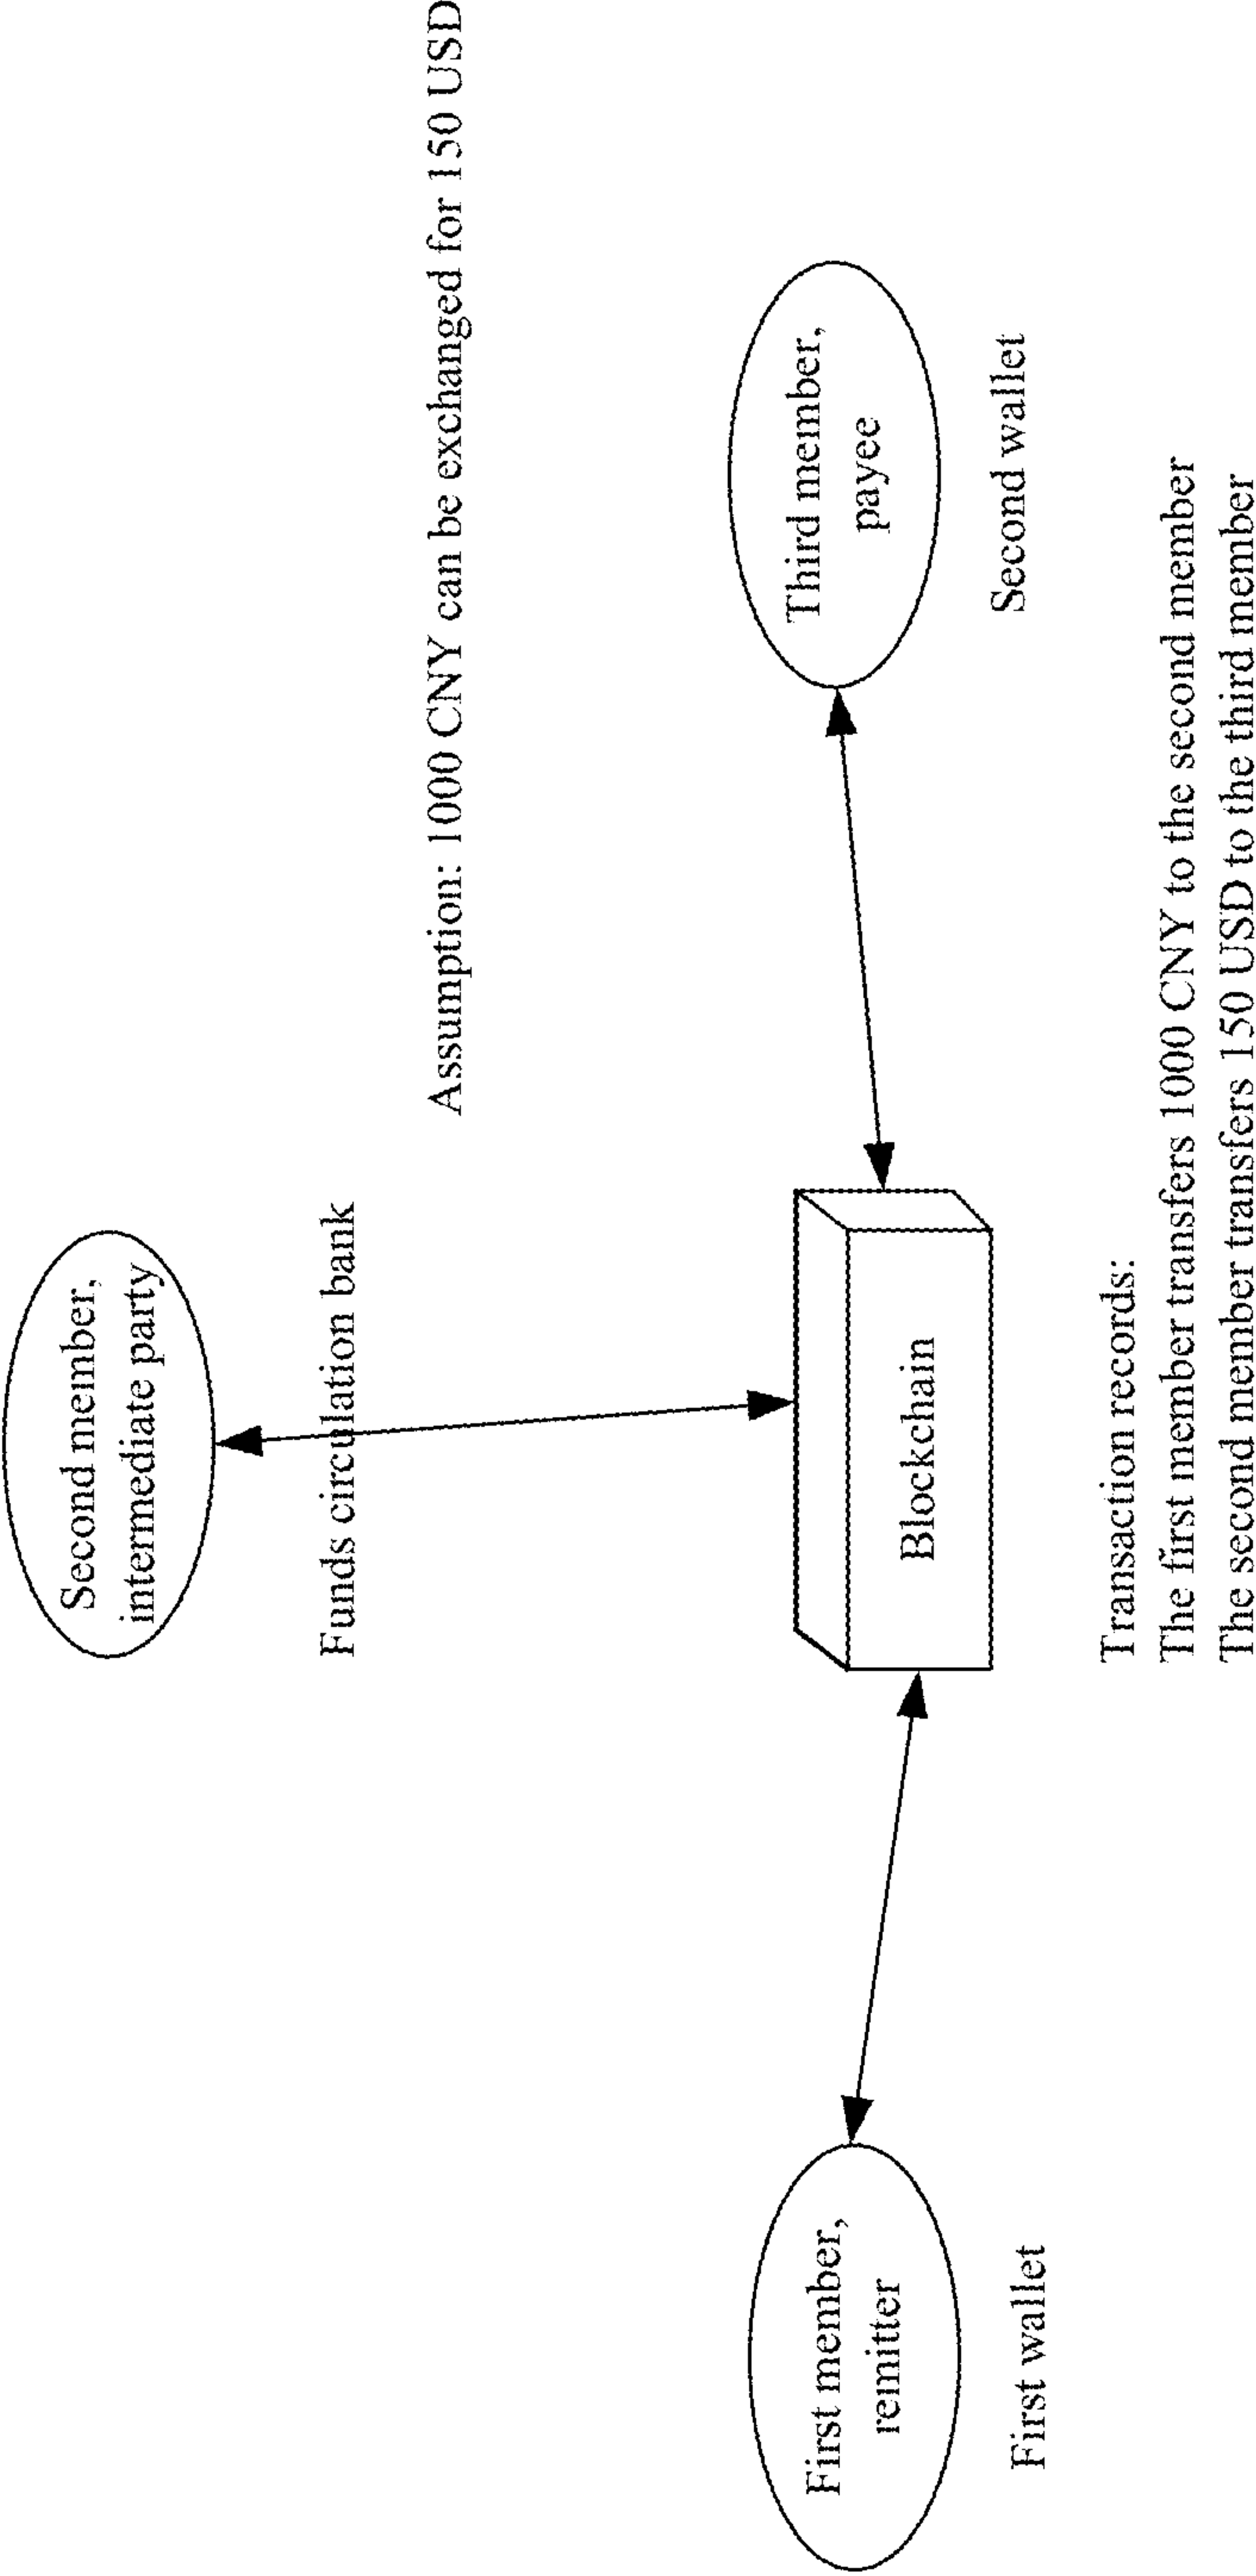 Second member,
intermediate party
Funds circulation bank
Assumption: 1000 CNY can be exchanged for 150 USD
First member,
remitter
First wallet
Blockchain
Third member,
payee
Second wallet
Transaction records:
The first member transfers 1000 CNY to the second member
The second member transfers 150 USD to the third member